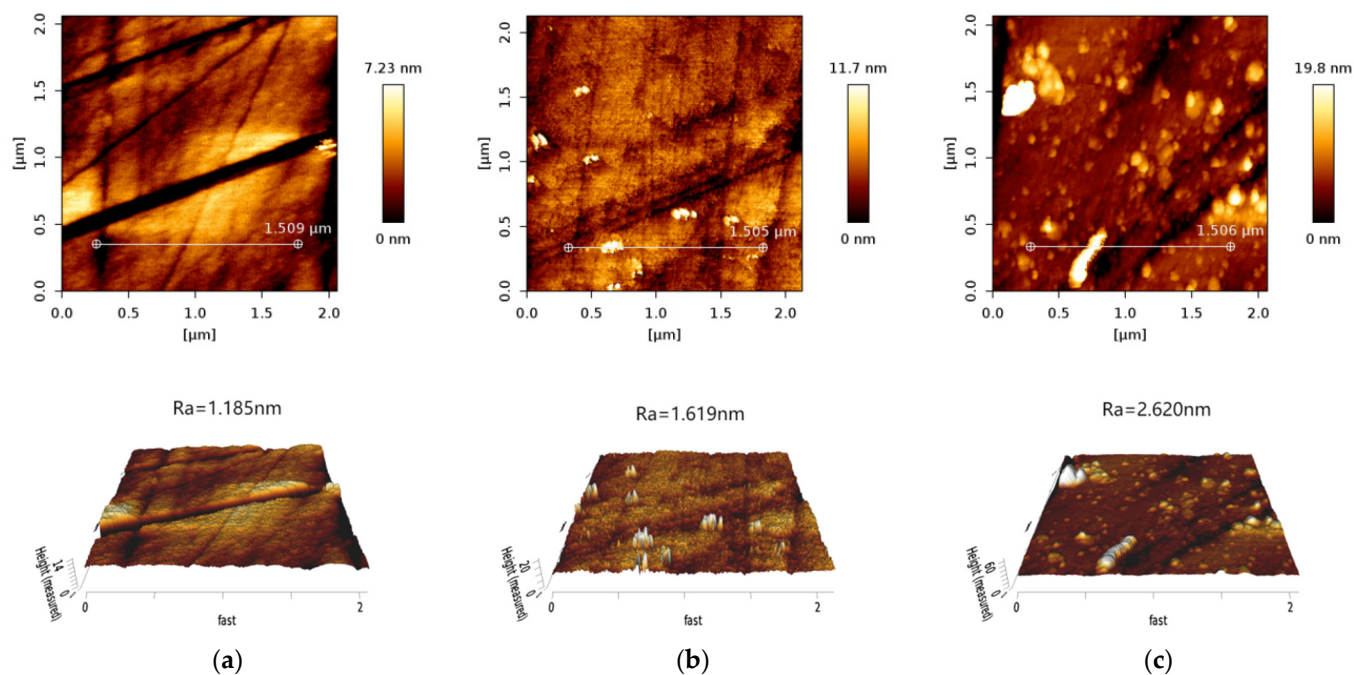 2.0
1.5
1.0
0.5
0.0
[µm]
0.0 0.5 1.0 1.5 2.0
[µm]
1.509 µm
7.23 nm
0 nm
2.0
1.5
1.0
0.5
0.0
[µm]
0.0 0.5 1.0 1.5 2.0
[µm]
1.505 µm
11.7 nm
0 nm
2.0
1.5
1.0
0.5
0.0
[µm]
0.0 0.5 1.0 1.5 2.0
[µm]
1.506 µm
19.8 nm
0 nm
Ra=1.185nm
Height (measured)
0 14
0 2
fast
(a)
Ra=1.619nm
Height (measured)
0 20
0 2
fast
(b)
Ra=2.620nm
Height (measured)
0 60
0 2
fast
(c)